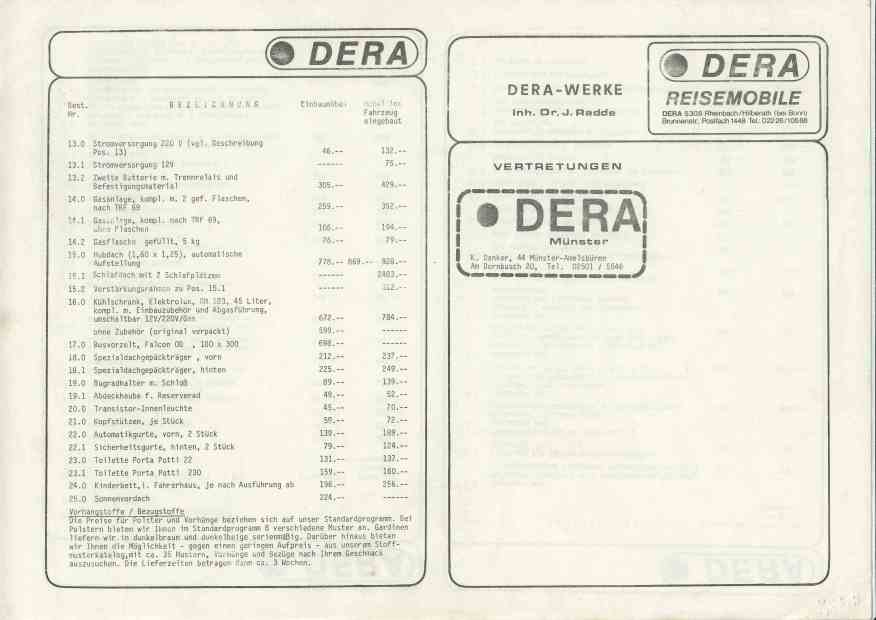 DERA
Best. Nr. BEZEICHNUNG Einbaumöbel Möbel im Fahrzeug eingebaut
13.0 Stromversorgung 220 V (vgl. Beschreibung
Pos. 13) 46.-- 132.--
13.1 Stromversorgung 12V ------ 75.--
13.2 Zweite Batterie m. Trennrelais und
Befestigungsmaterial 305.-- 429.--
14.0 Gasanlage, kompl. m. 2 gef. Flaschen,
nach TRF 69 259.-- 352.--
14.1 Gasanlage, kompl. nach TRF 69,
ohne Flaschen 106.-- 194.--
14.2 Gasflasche gefüllt, 5 kg 76.-- 79.--
15.0 Hubdach (1,60 x 1,25), automatische
Aufstellung 778.-- 869.-- 928.--
15.1 Schlafdach mit 2 Schlafplätzen ------ 2403.--
15.2 Verstärkungsrahmen zu Pos. 15.1 ------ 312.--
16.0 Kühlschrank, Elektrolux, RM 183, 45 Liter,
kompl. m. Einbauzubehör und Abgasführung,
umschaltbar 12V/220V/Gas 672.-- 784.--
ohne Zubehör (original verpackt) 599.-- ------
17.0 Busvorzelt, Falcon OD , 180 x 300 698.-- ------
18.0 Spezialdachgepäckträger , vorn 212.-- 237.--
18.1 Spezialdachgepäckträger, hinten 225.-- 249.--
19.0 Bugradhalter m. Schloß 89.-- 139.--
19.1 Abdeckhaube f. Reserverad 49.-- 52.--
20.0 Transistor-Innenleuchte 45.-- 70.--
21.0 Kopfstützen, je Stück 59.-- 72.--
22.0 Automatikgurte, vorn, 2 Stück 139.-- 189.--
22.1 Sicherheitsgurte, hinten, 2 Stück 79.-- 124.--
23.0 Toilette Porta Potti 22 131.-- 137.--
23.1 Toilette Porta Potti 230 159.-- 160.--
24.0 Kinderbett,i. Fahrerhaus, je nach Ausführung ab 196.-- 256.--
25.0 Sonnenvordach 224.-- ------
Vorhangstoffe / Bezugstoffe
Die Preise für Polster und Vorhänge beziehen sich auf unser Standardprogramm. Bei
Polstern bieten wir Ihnen im Standardprogramm 8 verschiedene Muster an. Gardinen
liefern wir in dunkelbraun und dunkelbeige serienmäßig. Darüber hinaus bieten
wir Ihnen die Möglichkeit - gegen einen geringen Aufpreis - aus unserem Stoff-
musterkatalog,mit ca. 35 Mustern, Vorhänge und Bezüge nach Ihrem Geschmack
auszusuchen. Die Lieferzeiten betragen dann ca. 3 Wochen.
DERA-WERKE
Inh. Dr. J. Radde
DERA
REISEMOBILE
DERA 5308 Rheinbach/Hilberath (bei Bonn)
Brunnenstr. Postfach 1448 Tel.: 02226/10588
VERTRETUNGEN
DERA
Münster
K. Danker, 44 Münster-Amelsbüren
Am Dornbusch 20, Tel. 02501 / 5846